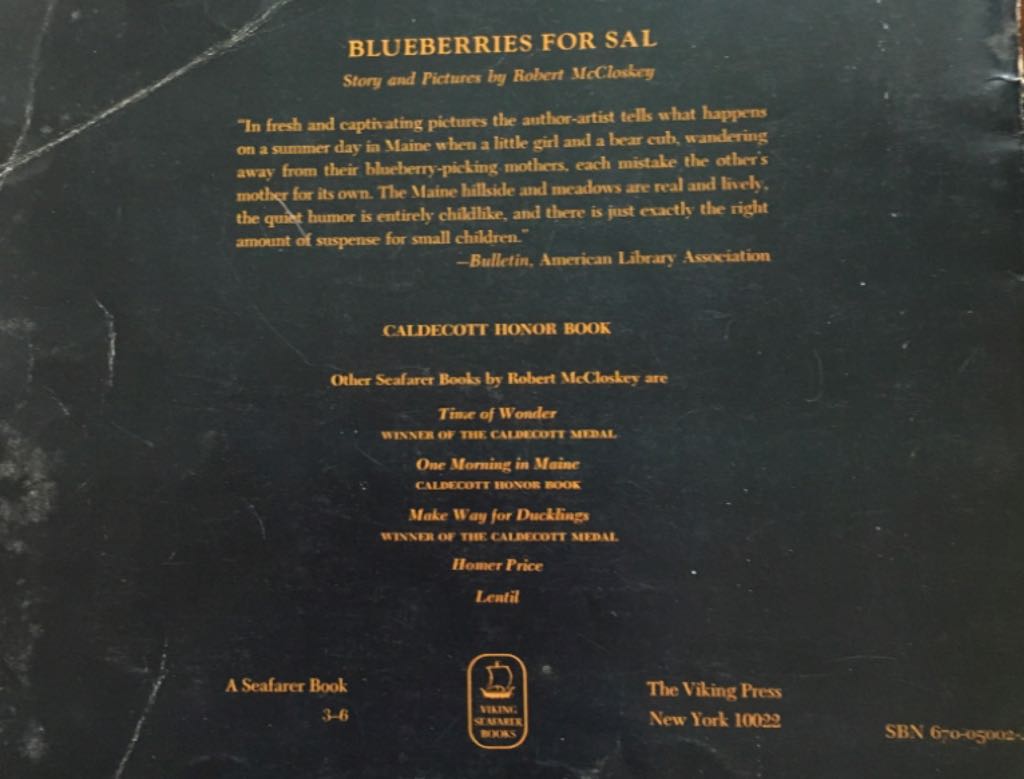 BLUEBERRIES FOR SAL
Story and Pictures by Robert McCloskey
"In fresh and captivating pictures the author-artist tells what happens
on a summer day in Maine when a little girl and a bear cub, wandering
away from their blueberry-picking mothers, each mistake the other's
mother for its own. The Maine hillside and meadows are real and lively,
the quiet humor is entirely childlike, and there is just exactly the right
amount of suspense for small children."
—Bulletin, American Library Association
CALDECOTT HONOR BOOK
Other Seafarer Books by Robert McCloskey are
Time of Wonder
WINNER OF THE CALDECOTT MEDAL
One Morning in Maine
CALDECOTT HONOR BOOK
Make Way for Ducklings
WINNER OF THE CALDECOTT MEDAL
Homer Price
Lentil
A Seafarer Book
3-6
VIKING
SEAFARER
BOOKS
The Viking Press
New York 10022
SBN 670-05002-